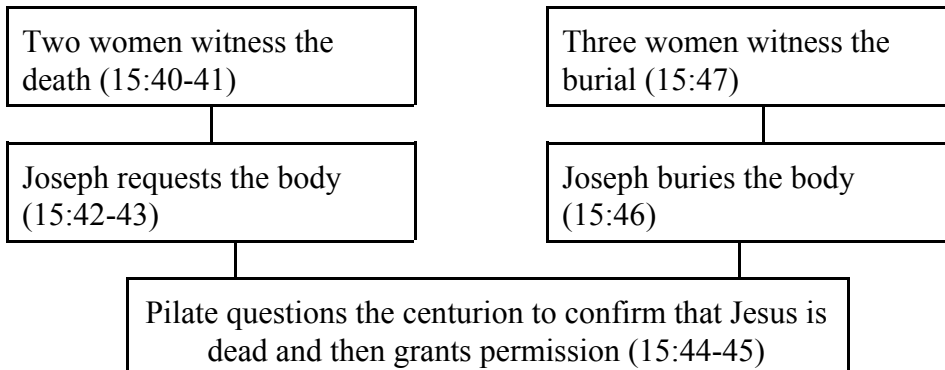 Two women witness the
death (15:40-41)
Three women witness the
burial (15:47)
Joseph requests the body
(15:42-43)
Joseph buries the body
(15:46)
Pilate questions the centurion to confirm that Jesus is
dead and then grants permission (15:44-45)